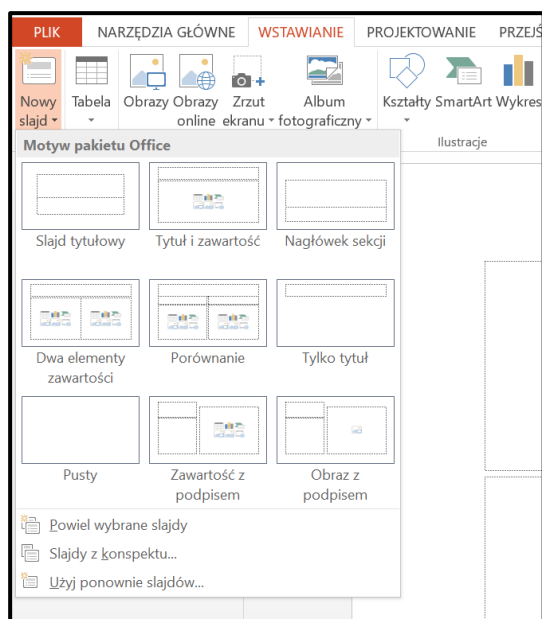 PLIK NARZĘDZIA GŁÓWNE WSTAWIANIE PROJEKTOWANIE PRZEJŚ
Nowy Tabela Obrazy Obrazy Zrzut Album Kształty SmartArt Wykres
slajd online ekranu fotograficzny
Ilustracje
Motyw pakietu Office
Slajd tytułowy Tytuł i zawartość Nagłówek sekcji
Dwa elementy Porównanie Tylko tytuł
zawartości
Pusty Zawartość z Obraz z
podpisem podpisem
Powiel wybrane slajdy
Slajdy z konspektu...
Użyj ponownie slajdów...